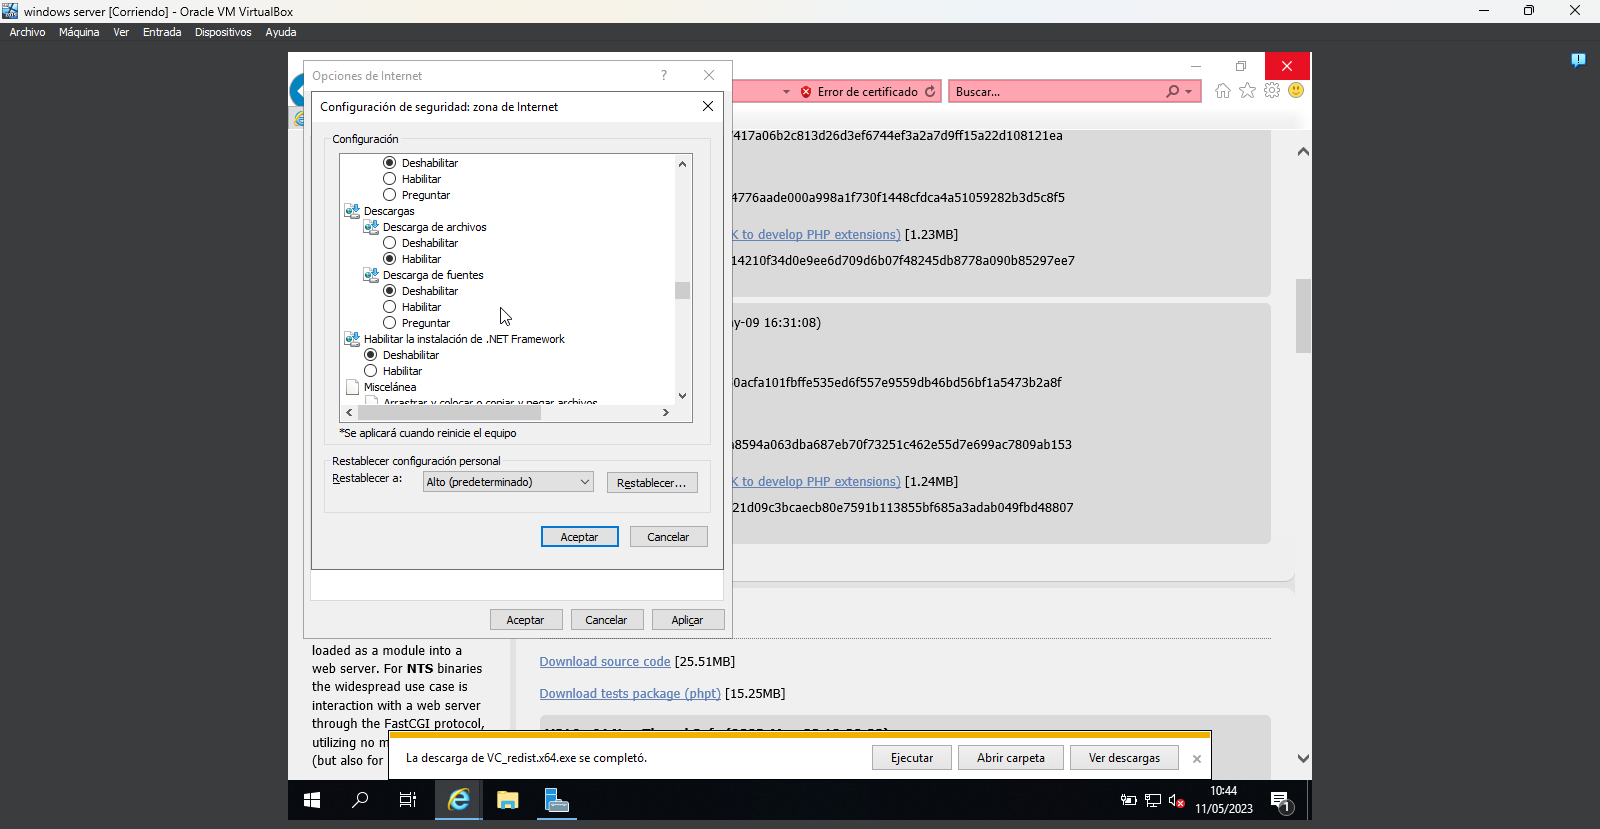 windows server [Corriendo] - Oracle VM VirtualBox
Archivo Máquina Ver Entrada Dispositivos Ayuda
Opciones de Internet ?
Error de certificado
Buscar...
Configuración de seguridad: zona de Internet
Configuración
Deshabilitar
Habilitar
Preguntar
Descargas
Descarga de archivos
Deshabilitar
Habilitar
Descarga de fuentes
Deshabilitar
Habilitar
Preguntar
Habilitar la instalación de .NET Framework
Deshabilitar
Habilitar
Miscelánea
Arrastrar y colocar o copiar y pegar archivos
*Se aplicará cuando reinicie el equipo
Restablecer configuración personal
Restablecer a: Alto (predeterminado) Restablecer...
Aceptar Cancelar
Aceptar Cancelar Aplicar
417a06b2c813d26d3ef6744ef3a2a7d9ff15a22d108121ea
4776aade000a998a1f730f1448cfdca4a51059282b3d5c8f5
K to develop PHP extensions) [1.23MB]
14210f34d0e9ee6d709d6b07f48245db8778a090b85297ee7
y-09 16:31:08)
0acfa101fbffe535ed6f557e9559db46bd56bf1a5473b2a8f
8594a063dba687eb70f73251c462e55d7e699ac7809ab153
K to develop PHP extensions) [1.24MB]
21d09c3bcaecb80e7591b113855bf685a3adab049fbd48807
loaded as a module into a
web server. For NTS binaries
the widespread use case is
interaction with a web server
through the FastCGI protocol,
utilizing no m
(but also for
Download source code [25.51MB]
Download tests package (phpt) [15.25MB]
La descarga de VC_redist.x64.exe se completó.
Ejecutar Abrir carpeta Ver descargas
10:44
11/05/2023
1